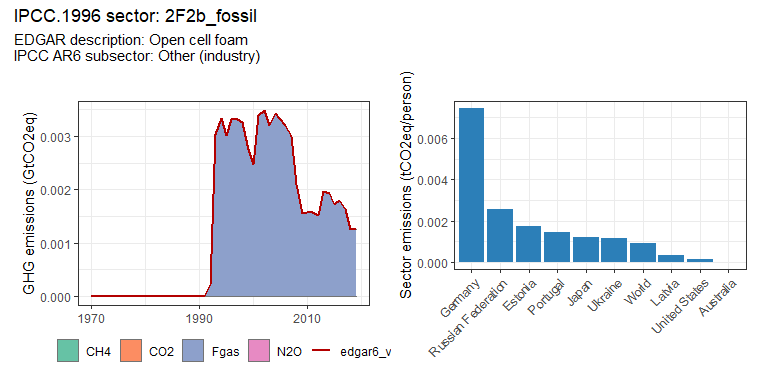 IPCC.1996 sector: 2F2b_fossil
EDGAR description: Open cell foam
IPCC AR6 subsector: Other (industry)
GHG emissions (GtCO2eq)
0.003
0.002
0.001
0.000
1970
1990
2010
CH4
CO2
Fgas
N2O
edgar6_v
Sector emissions (tCO2eq/person)
0.006
0.004
0.002
0.000
Germany
Russian Federation
Estonia
Portugal
Japan
Ukraine
World
Latvia
United States
Australia